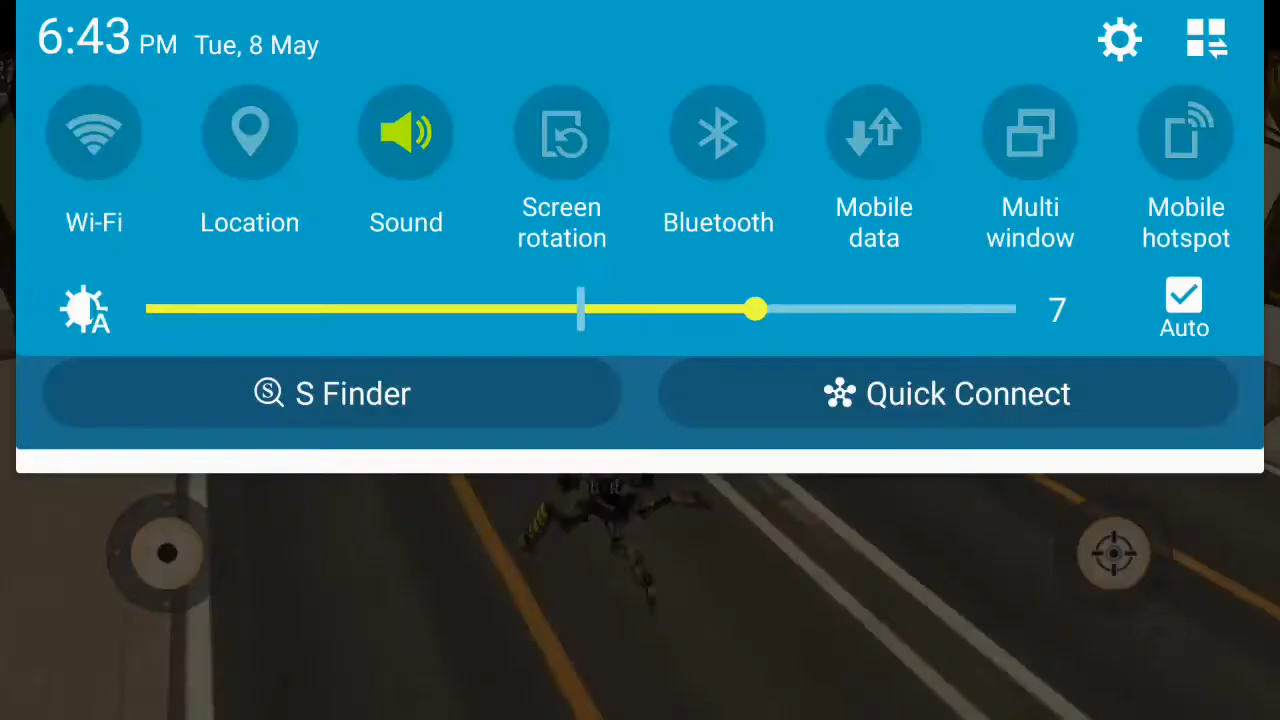 6:43 PM Tue, 8 May
Wi-Fi
Location
Sound
Screen
rotation
Bluetooth
Mobile
data
Multi
window
Mobile
hotspot
A
7
Auto
S
S Finder
Quick Connect